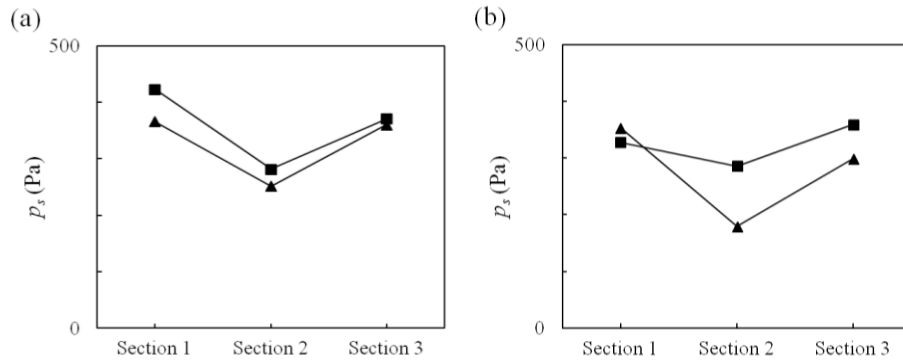 (a)
500
p_s (Pa)
0
Section 1 Section 2 Section 3
(b)
500
p_s (Pa)
0
Section 1 Section 2 Section 3